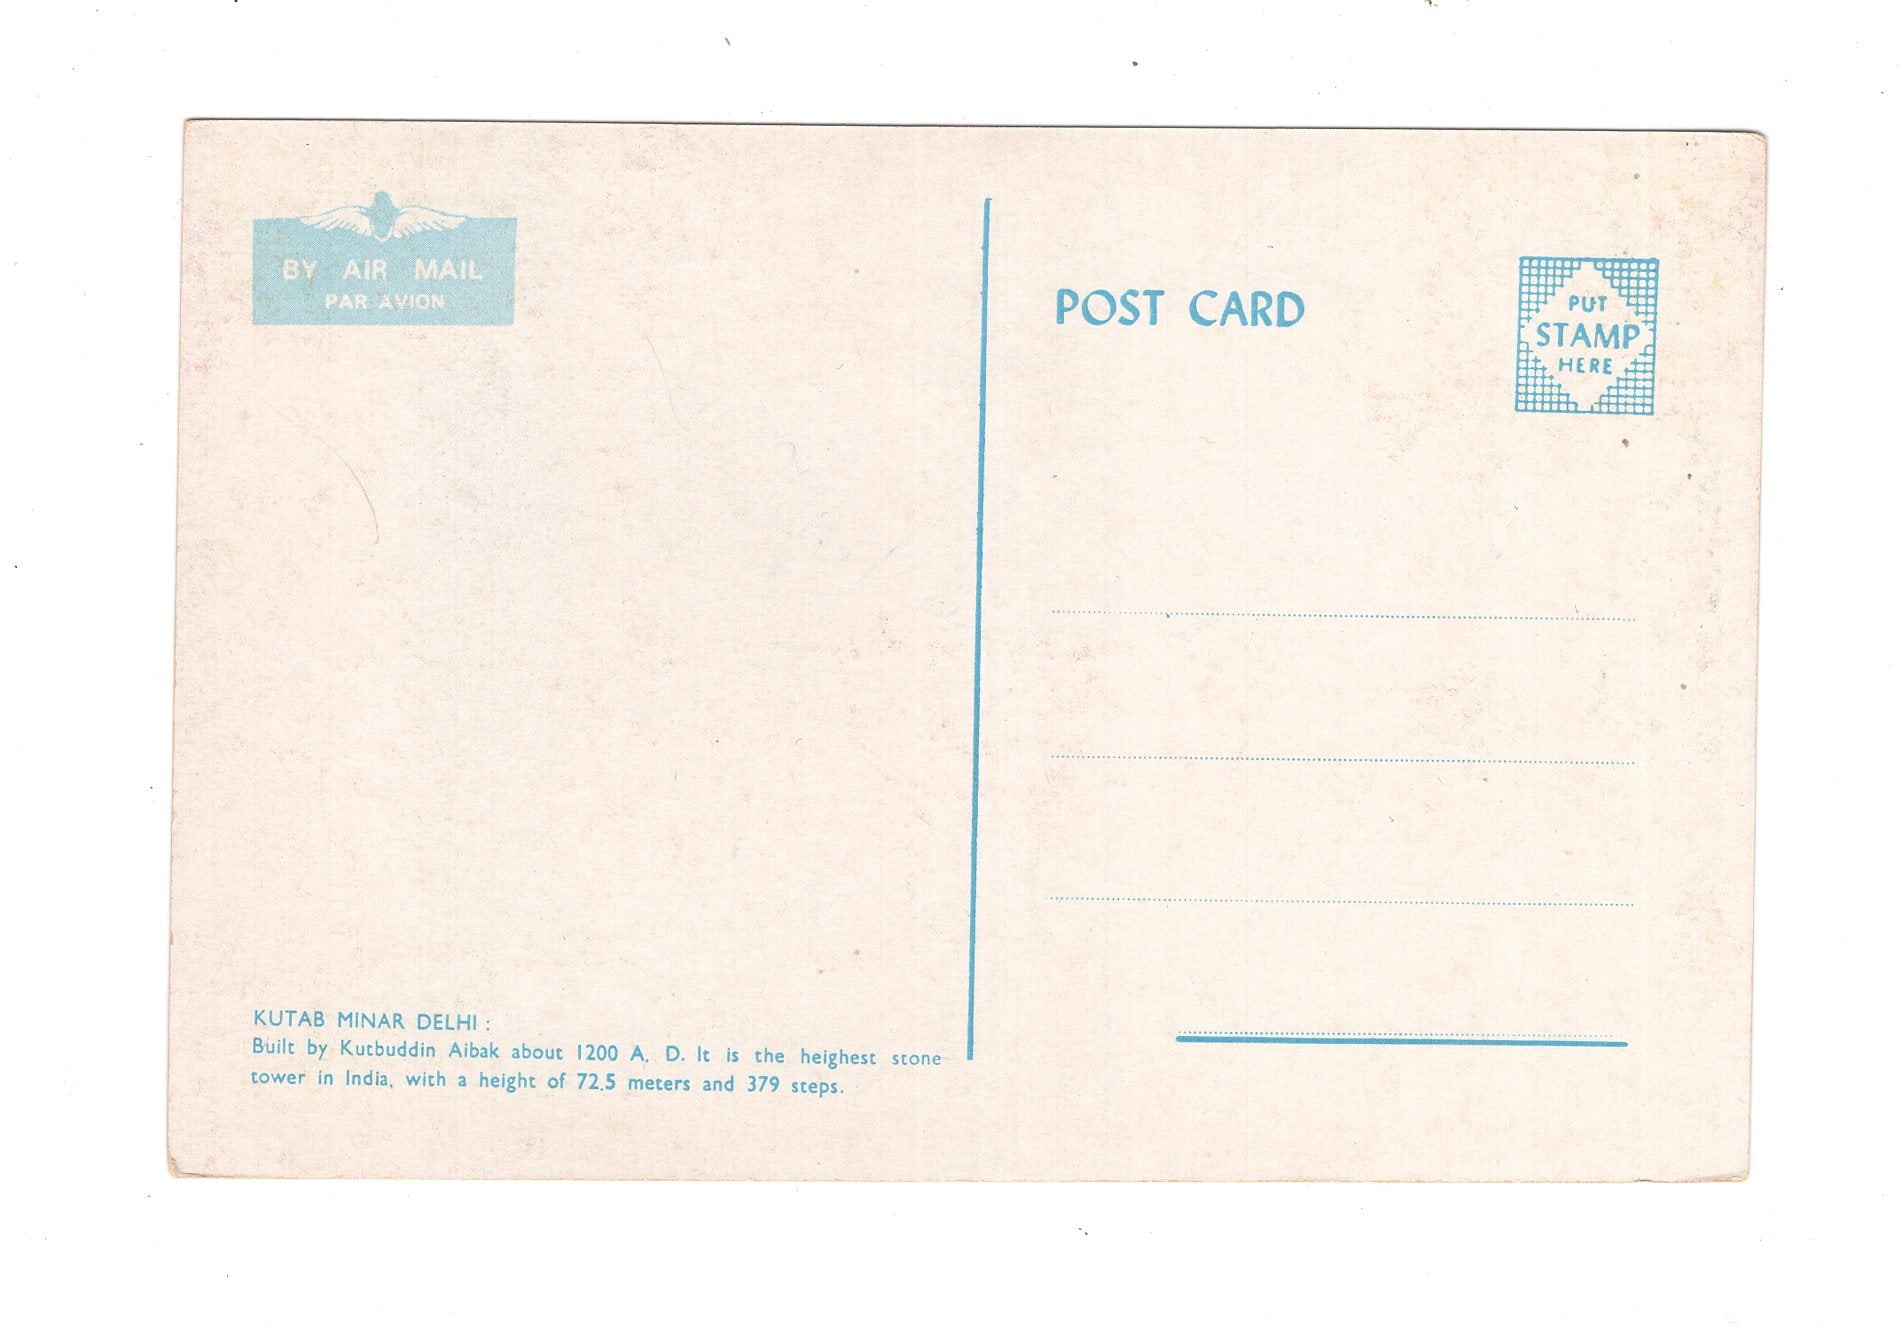 BY AIR MAIL
PAR AVION
POST CARD
PUT
STAMP
HERE
KUTAB MINAR DELHI :
Built by Kutbuddin Aibak about 1200 A. D. It is the heighest stone
tower in India, with a height of 72.5 meters and 379 steps.